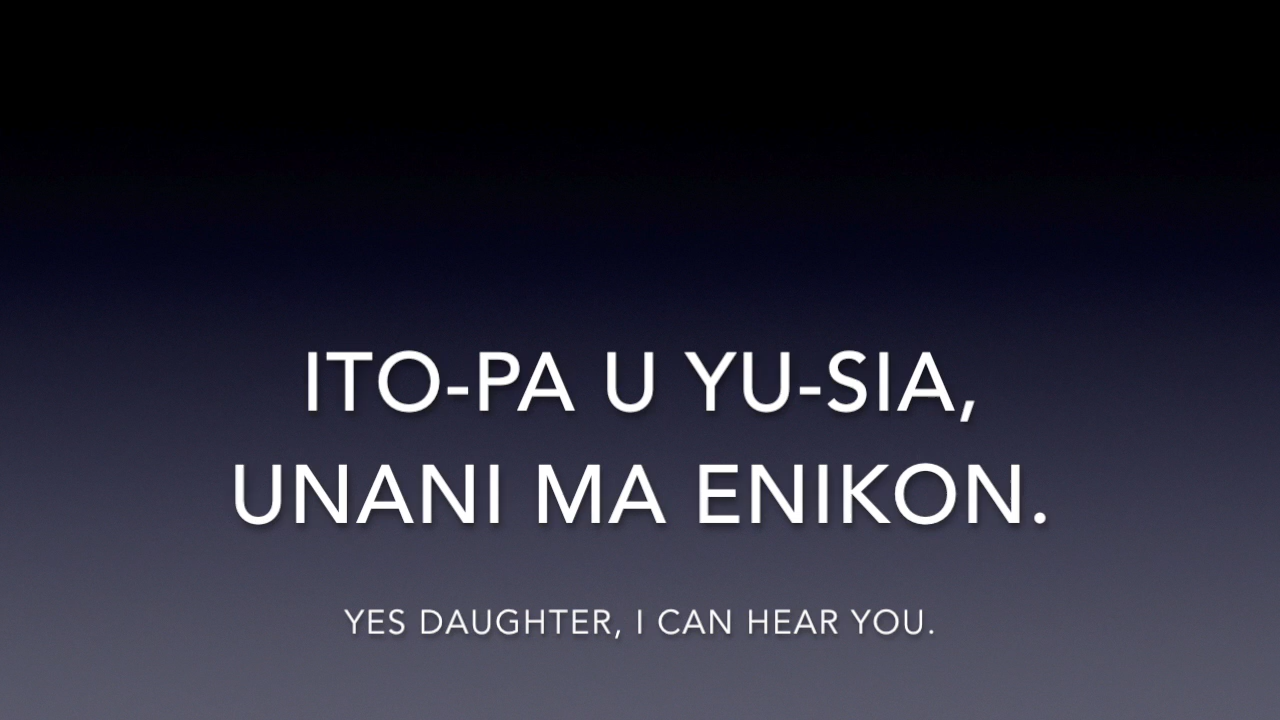 ITO-PA U YU-SIA,
UNANI MA ENIKON.
YES DAUGHTER, I CAN HEAR YOU.